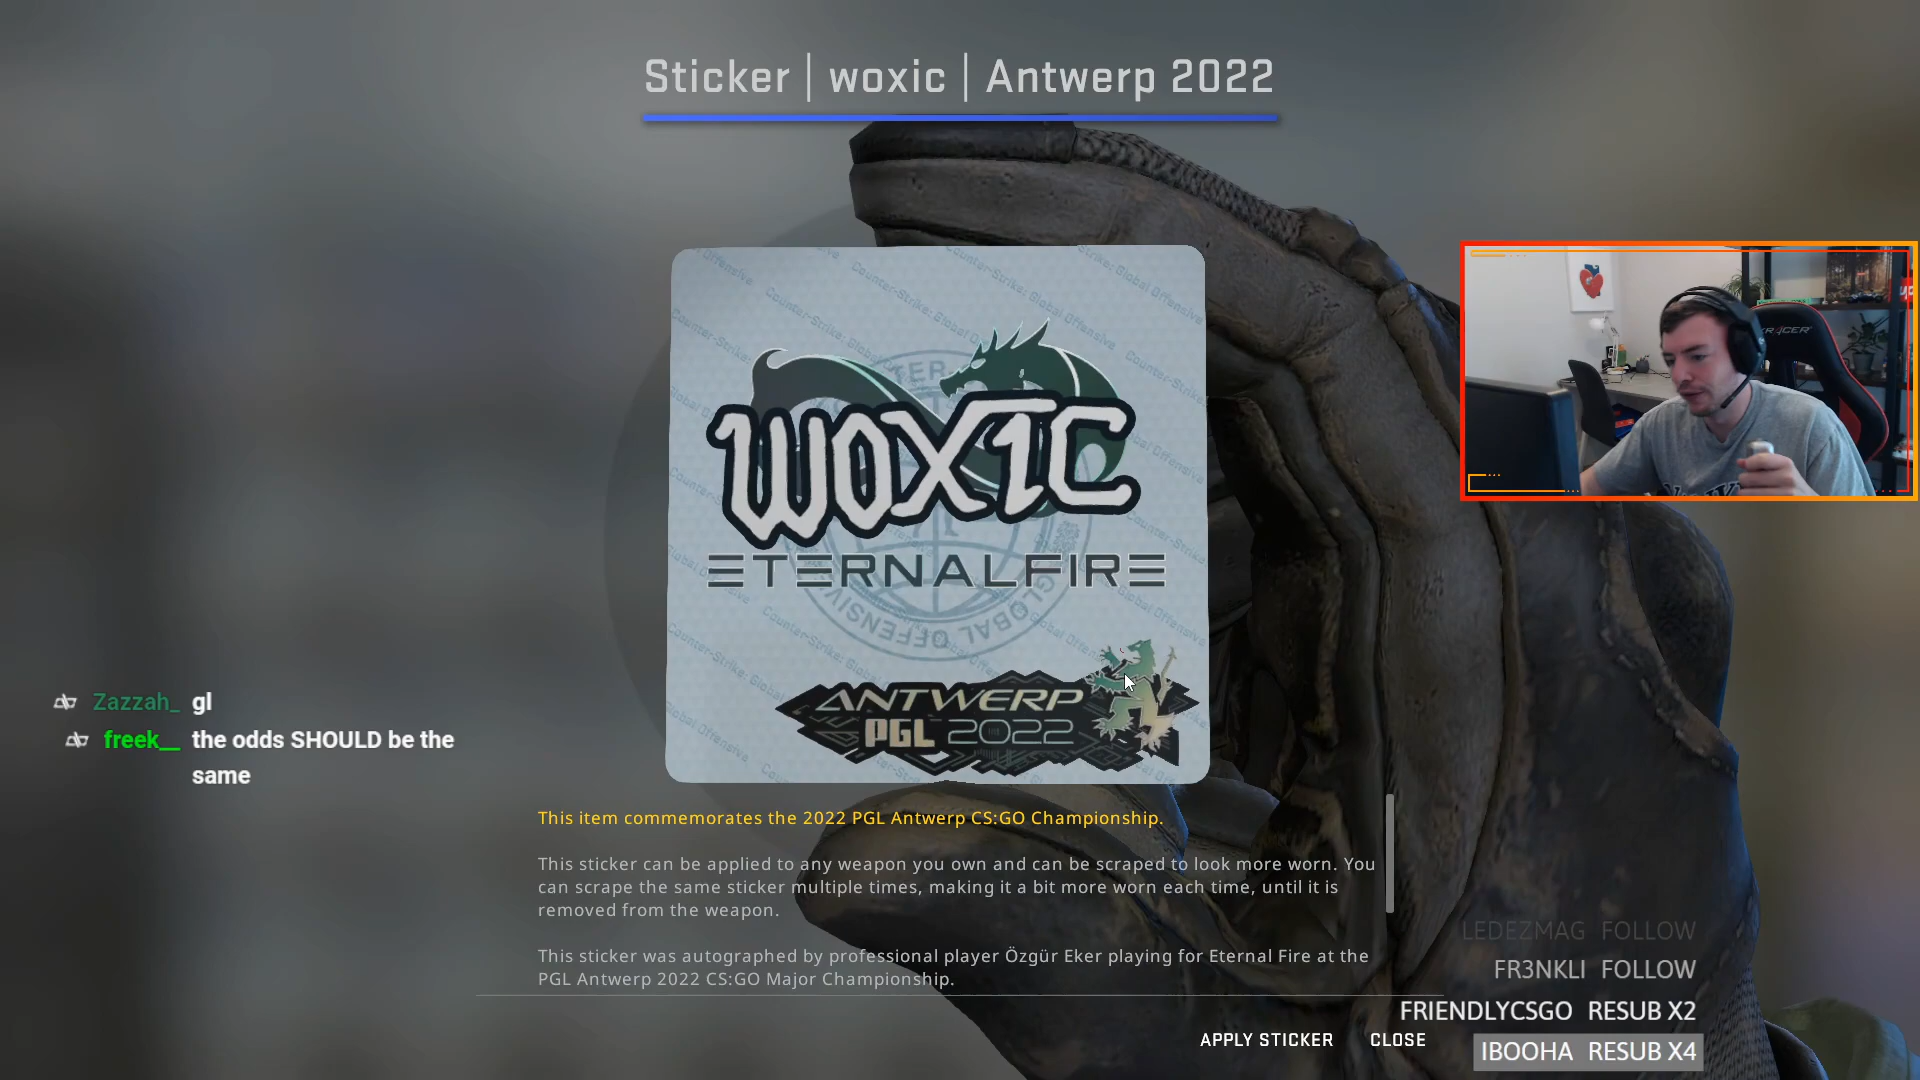 Sticker | woxic | Antwerp 2022
WOXIC
ETERNALFIRE
ANTWERP
PGL 2022
Zazzah_ gl
freek__ the odds SHOULD be the
same
This item commemorates the 2022 PGL Antwerp CS:GO Championship.
This sticker can be applied to any weapon you own and can be scraped to look more worn. You
can scrape the same sticker multiple times, making it a bit more worn each time, until it is
removed from the weapon.
This sticker was autographed by professional player Özgür Eker playing for Eternal Fire at the
PGL Antwerp 2022 CS:GO Major Championship.
APPLY STICKER CLOSE
LEDEZMAG FOLLOW
FR3NKLI FOLLOW
FRIENDLYCSGO RESUB X2
IBOOHA RESUB X4